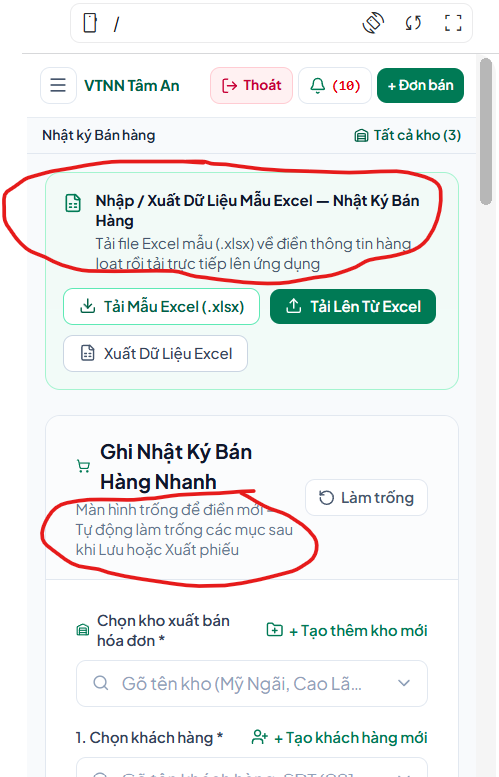 /
VTNN Tâm An
Thoát
(10)
+ Đơn bán
Nhật ký Bán hàng
Tất cả kho (3)
Nhập / Xuất Dữ Liệu Mẫu Excel — Nhật Ký Bán
Hàng
Tải file Excel mẫu (.xlsx) về điền thông tin hàng
loạt rồi tải trực tiếp lên ứng dụng
Tải Mẫu Excel (.xlsx)
Tải Lên Từ Excel
Xuất Dữ Liệu Excel
Ghi Nhật Ký Bán
Hàng Nhanh
Màn hình trống để điền mới –
Tự động làm trống các mục sau
khi Lưu hoặc Xuất phiếu
Làm trống
Chọn kho xuất bán
hóa đơn *
+ Tạo thêm kho mới
Gõ tên kho (Mỹ Ngãi, Cao Lã...
1. Chọn khách hàng *
+ Tạo khách hàng mới